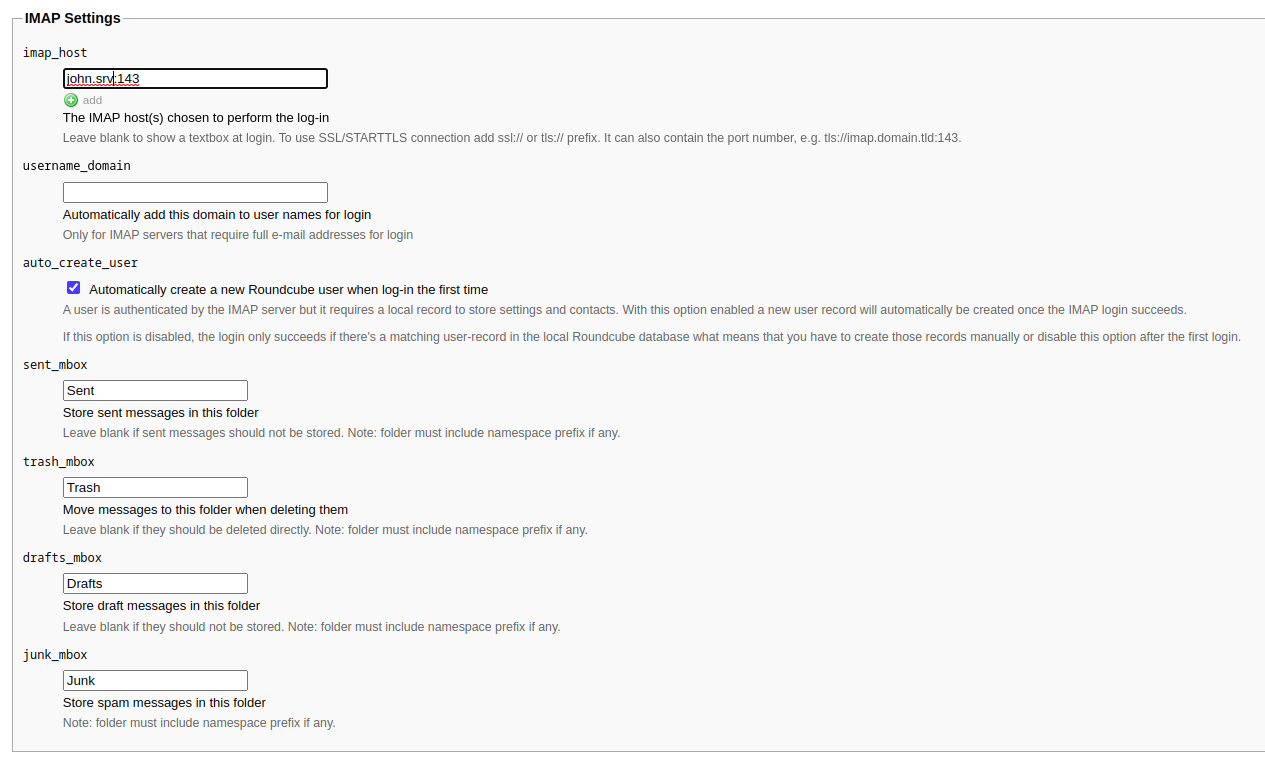 IMAP Settings
imap_host
john.srv:143
add
The IMAP host(s) chosen to perform the log-in
Leave blank to show a textbox at login. To use SSL/STARTTLS connection add ssl:// or tls:// prefix. It can also contain the port number, e.g. tls://imap.domain.tld:143.
username_domain
Automatically add this domain to user names for login
Only for IMAP servers that require full e-mail addresses for login
auto_create_user
Automatically create a new Roundcube user when log-in the first time
A user is authenticated by the IMAP server but it requires a local record to store settings and contacts. With this option enabled a new user record will automatically be created once the IMAP login succeeds.
If this option is disabled, the login only succeeds if there's a matching user-record in the local Roundcube database what means that you have to create those records manually or disable this option after the first login.
sent_mbox
Sent
Store sent messages in this folder
Leave blank if sent messages should not be stored. Note: folder must include namespace prefix if any.
trash_mbox
Trash
Move messages to this folder when deleting them
Leave blank if they should be deleted directly. Note: folder must include namespace prefix if any.
drafts_mbox
Drafts
Store draft messages in this folder
Leave blank if they should not be stored. Note: folder must include namespace prefix if any.
junk_mbox
Junk
Store spam messages in this folder
Note: folder must include namespace prefix if any.